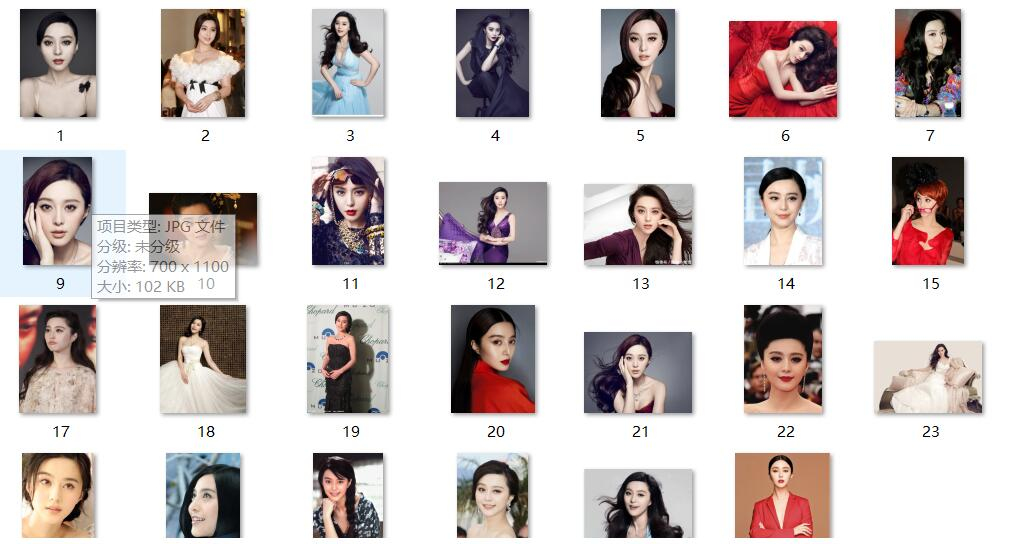 1 2 3 4 5 6 7
9 10 11 12 13 14 15
项目类型: JPG 文件
分级: 未分级
分辨率: 700 x 1100
大小: 102 KB
17 18 19 20 21 22 23
Chopard